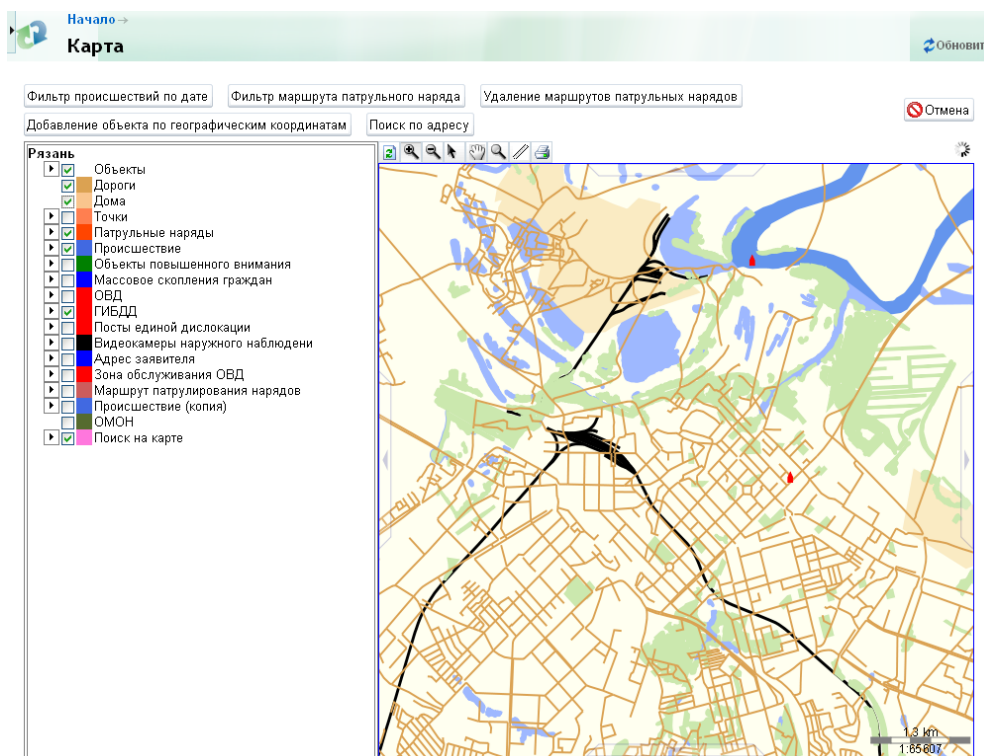 Начало
Карта
Обновит
Фильтр происшествий по дате
Фильтр маршрута патрульного наряда
Удаление маршрутов патрульных нарядов
Отмена
Добавление объекта по географическим координатам
Поиск по адресу
Рязань
Объекты
Дороги
Дома
Точки
Патрульные наряды
Происшествие
Объекты повышенного внимания
Массовое скопления граждан
ОВД
ГИБДД
Посты единой дислокации
Видеокамеры наружного наблюдени
Адрес заявителя
Зона обслуживания ОВД
Маршрут патрулирования нарядов
Происшествие (копия)
ОМОН
Поиск на карте
1,3 km
1:65607